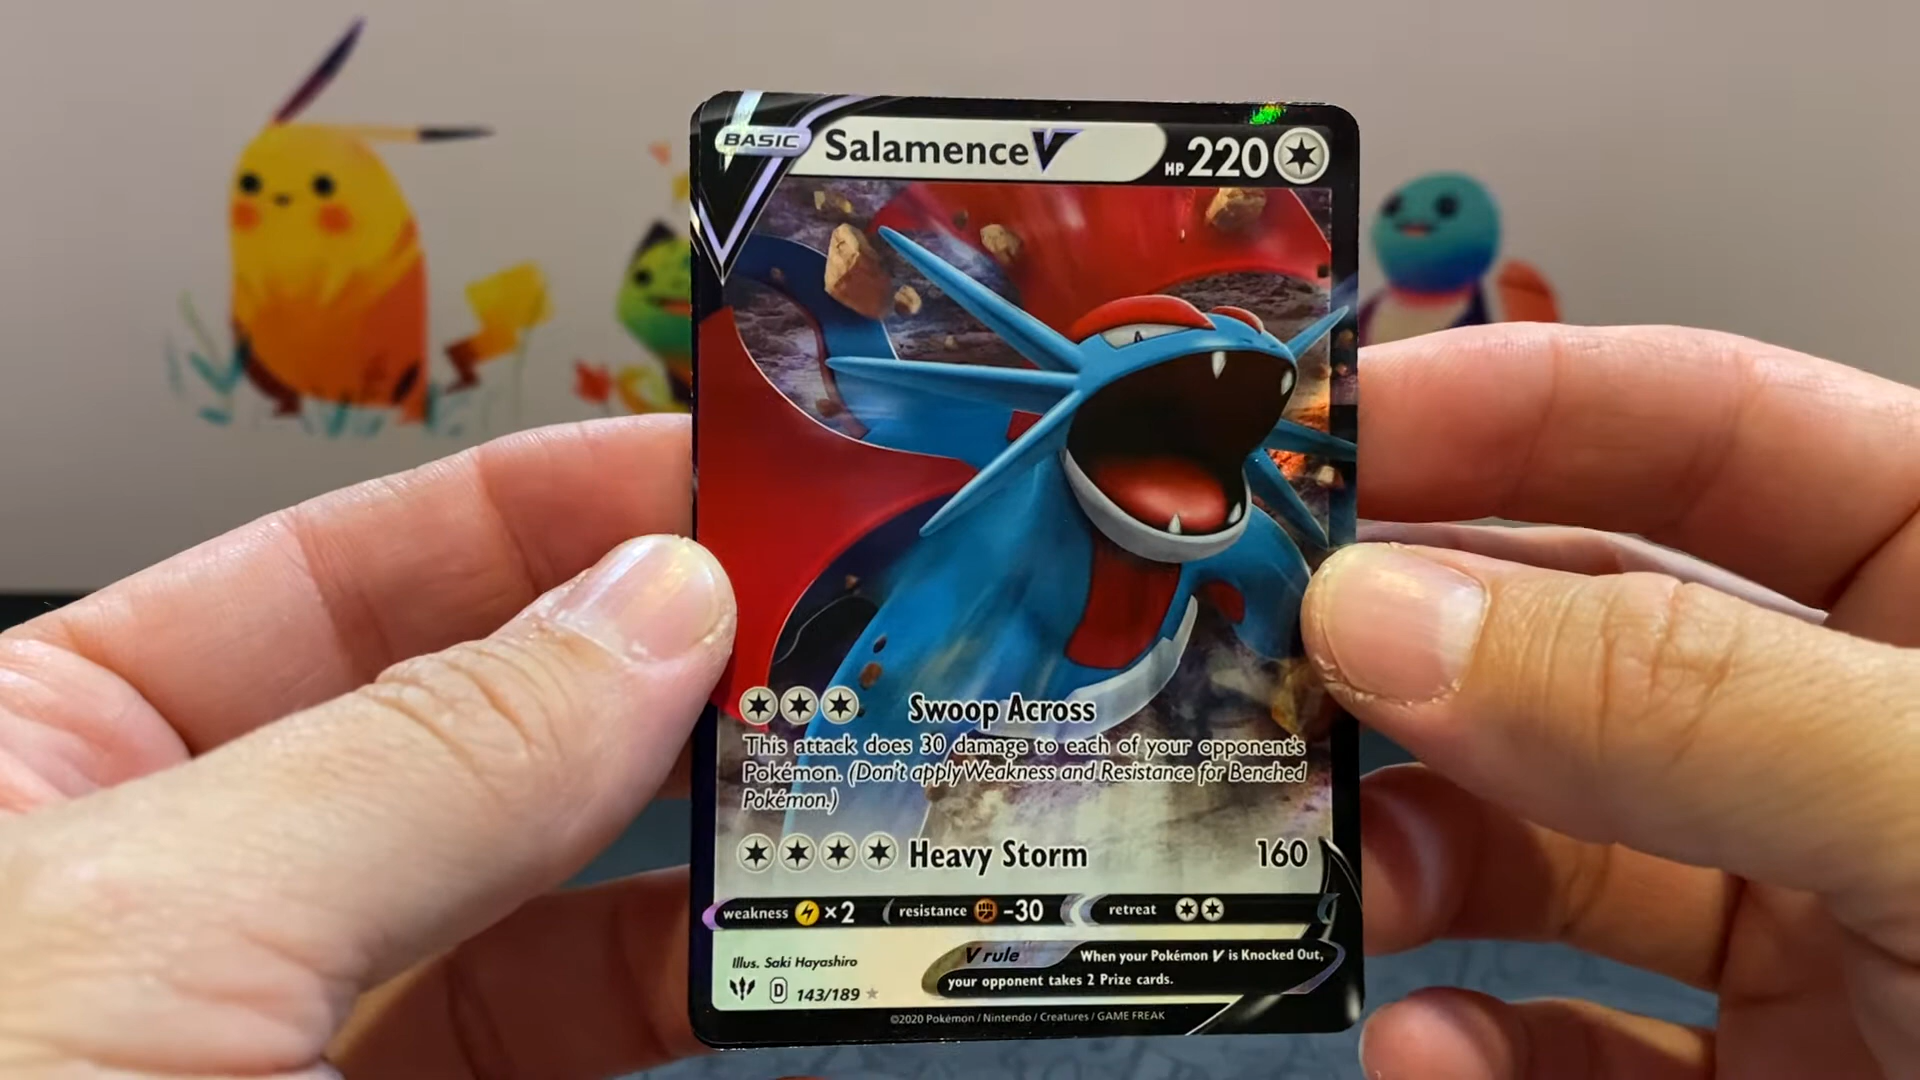 BASIC Salamence V HP 220
Swoop Across
This attack does 30 damage to each of your opponent's
Pokémon. (Don't apply Weakness and Resistance for Benched
Pokémon.)
Heavy Storm 160
weakness ×2 resistance -30 retreat
Illus. Saki Hayashiro
V rule When your Pokémon V is Knocked Out,
your opponent takes 2 Prize cards.
D 143/189
©2020 Pokémon / Nintendo / Creatures / GAME FREAK